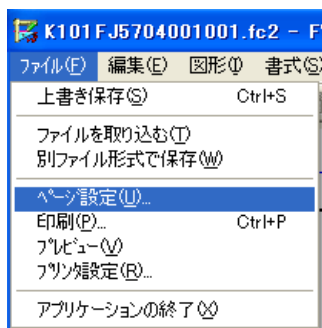 K101FJ5704001001.fc2 - F
ファイル(F) 編集(E) 図形(I) 書式(S)
上書き保存(S) Ctrl+S
ファイルを取り込む(T)
別ファイル形式で保存(W)
ページ設定(U)...
印刷(P)... Ctrl+P
プレビュー(V)
プリンタ設定(R)...
アプリケーションの終了(X)